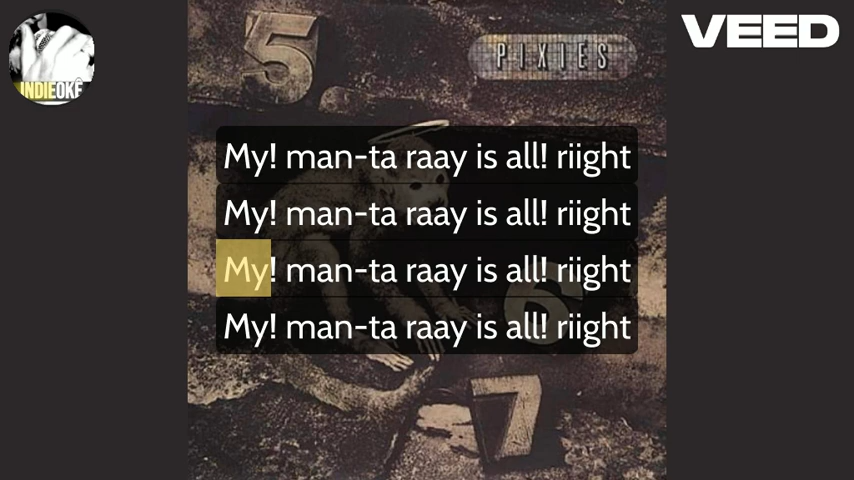 5.
PIXIES
VEED
INDIEOKÊ
My! man-ta raay is all! riight
My! man-ta raay is all! riight
My! man-ta raay is all! riight
My! man-ta raay is all! riight
6
7